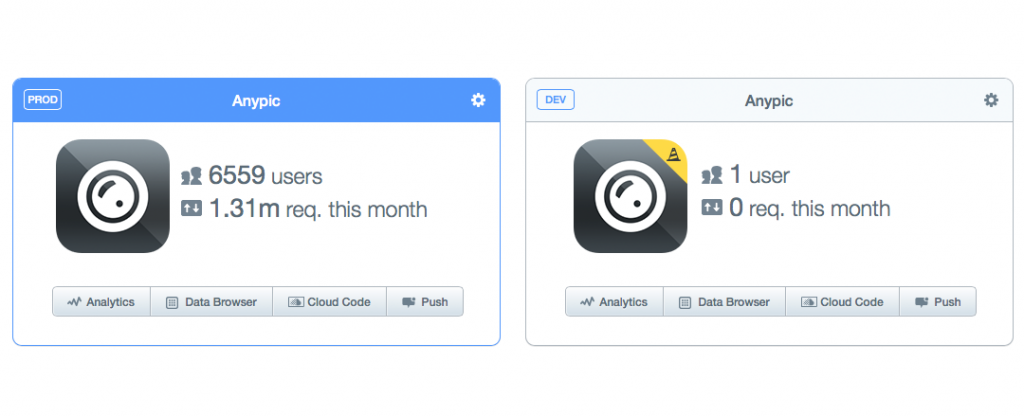 PROD
Anypic
6559 users
1.31m req. this month
Analytics
Data Browser
Cloud Code
Push
DEV
Anypic
1 user
0 req. this month
Analytics
Data Browser
Cloud Code
Push